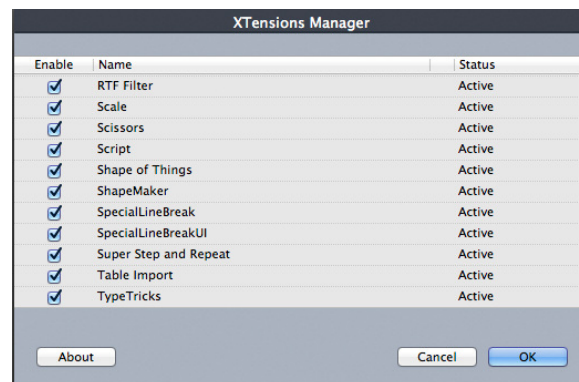 XTensions Manager
Enable Name Status
RTF Filter Active
Scale Active
Scissors Active
Script Active
Shape of Things Active
ShapeMaker Active
SpecialLineBreak Active
SpecialLineBreakUI Active
Super Step and Repeat Active
Table Import Active
TypeTricks Active
About Cancel OK